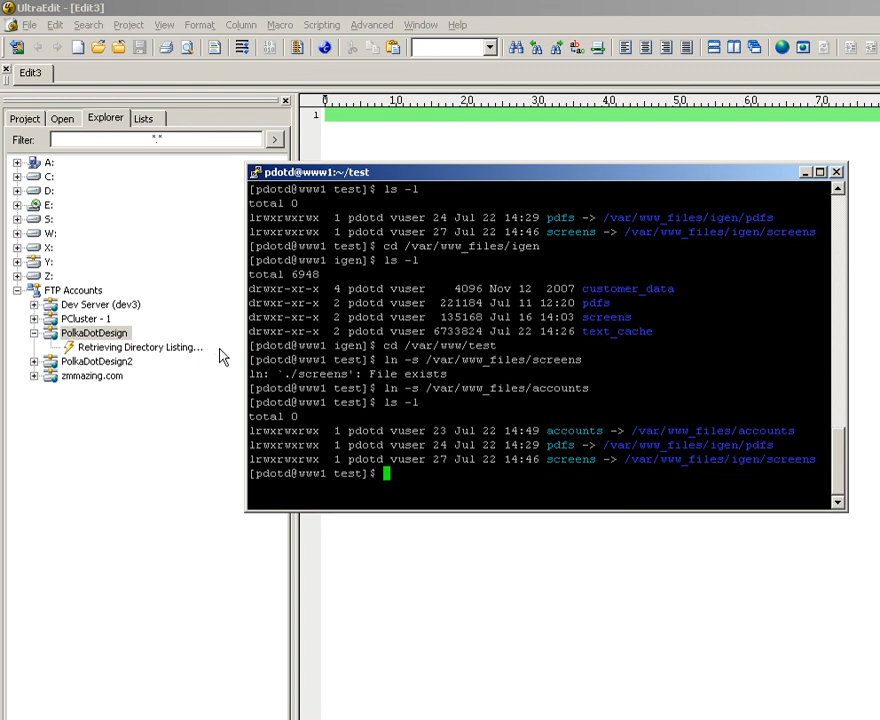 UltraEdit - [Edit3]
File Edit Search Project View Format Column Macro Scripting Advanced Window Help
Edit3
Project Open Explorer Lists
Filter: *.*
A:
C:
D:
E:
S:
W:
X:
Y:
Z:
FTP Accounts
Dev Server (dev3)
PCluster - 1
PolkaDotDesign
Retrieving Directory Listing...
PolkaDotDesign2
zmmazing.com
0 10 20 30 40 50 60 70
1
pdotd@www1:~/test
[pdotd@www1 test]$ ls -l
total 0
lrwxrwxrwx 1 pdotd vuser 24 Jul 22 14:29 pdfs -> /var/www_files/igen/pdfs
lrwxrwxrwx 1 pdotd vuser 27 Jul 22 14:46 screens -> /var/www_files/igen/screens
[pdotd@www1 test]$ cd /var/www_files/igen
[pdotd@www1 igen]$ ls -l
total 6948
drwxr-xr-x 4 pdotd vuser 4096 Nov 12 2007 customer_data
drwxr-xr-x 2 pdotd vuser 221184 Jul 11 12:20 pdfs
drwxr-xr-x 2 pdotd vuser 135168 Jul 16 14:03 screens
drwxr-xr-x 2 pdotd vuser 6733824 Jul 22 14:26 text_cache
[pdotd@www1 igen]$ cd /var/www/test
[pdotd@www1 test]$ ln -s /var/www_files/screens
ln: `./screens': File exists
[pdotd@www1 test]$ ln -s /var/www_files/accounts
[pdotd@www1 test]$ ls -l
total 0
lrwxrwxrwx 1 pdotd vuser 23 Jul 22 14:49 accounts -> /var/www_files/accounts
lrwxrwxrwx 1 pdotd vuser 24 Jul 22 14:29 pdfs -> /var/www_files/igen/pdfs
lrwxrwxrwx 1 pdotd vuser 27 Jul 22 14:46 screens -> /var/www_files/igen/screens
[pdotd@www1 test]$